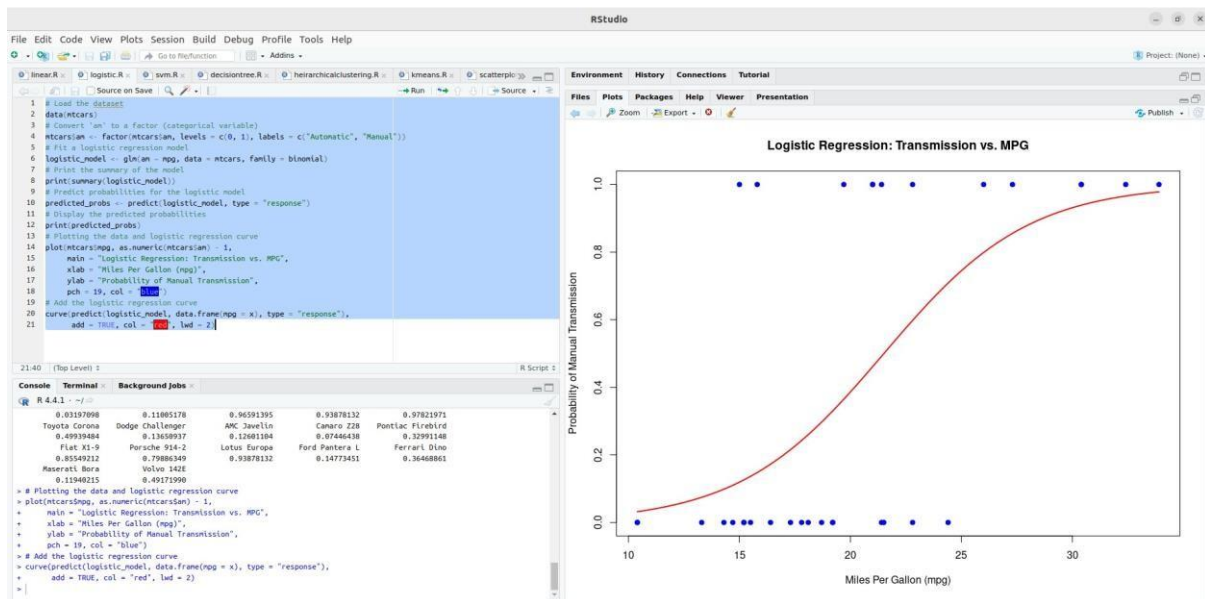 RStudio
File Edit Code View Plots Session Build Debug Profile Tools Help
Go to file/function
Addins
Project: (None)
linear.R
logistic.R
svm.R
decisiontree.R
heirarchicalclustering.R
kmeans.R
scatterplo
Source on Save
Run
Source
1 # Load the dataset
2 data(mtcars)
3 # Convert 'am' to a factor (categorical variable)
4 mtcars$am <- factor(mtcars$am, levels = c(0, 1), labels = c("Automatic", "Manual"))
5 # Fit a logistic regression model
6 logistic_model <- glm(am ~ mpg, data = mtcars, family = binomial)
7 # Print the summary of the model
8 print(summary(logistic_model))
9 # Predict probabilities for the logistic model
10 predicted_probs <- predict(logistic_model, type = "response")
11 # Display the predicted probabilities
12 print(predicted_probs)
13 # Plotting the data and logistic regression curve
14 plot(mtcars$mpg, as.numeric(mtcars$am) - 1,
15 main = "Logistic Regression: Transmission vs. MPG",
16 xlab = "Miles Per Gallon (mpg)",
17 ylab = "Probability of Manual Transmission",
18 pch = 19, col = "blue")
19 # Add the logistic regression curve
20 curve(predict(logistic_model, data.frame(mpg = x), type = "response"),
21 add = TRUE, col = "red", lwd = 2)
21:40 (Top Level)
R Script
Console Terminal Background Jobs
R 4.4.1 · ~/
0.03197098 0.11005178 0.96591395 0.93878132 0.97821971
Toyota Corona Dodge Challenger AMC Javelin Camaro Z28 Pontiac Firebird
0.49939484 0.13650937 0.12601104 0.07446438 0.32991148
Fiat X1-9 Porsche 914-2 Lotus Europa Ford Pantera L Ferrari Dino
0.85549212 0.79886349 0.93878132 0.14773451 0.36468861
Maserati Bora Volvo 142E
0.11940215 0.49171990
> # Plotting the data and logistic regression curve
> plot(mtcars$mpg, as.numeric(mtcars$am) - 1,
+ main = "Logistic Regression: Transmission vs. MPG",
+ xlab = "Miles Per Gallon (mpg)",
+ ylab = "Probability of Manual Transmission",
+ pch = 19, col = "blue")
> # Add the logistic regression curve
> curve(predict(logistic_model, data.frame(mpg = x), type = "response"),
+ add = TRUE, col = "red", lwd = 2)
>
Environment History Connections Tutorial
Files Plots Packages Help Viewer Presentation
Zoom Export Publish
Logistic Regression: Transmission vs. MPG
Probability of Manual Transmission
1.0
0.8
0.6
0.4
0.2
0.0
10 15 20 25 30
Miles Per Gallon (mpg)